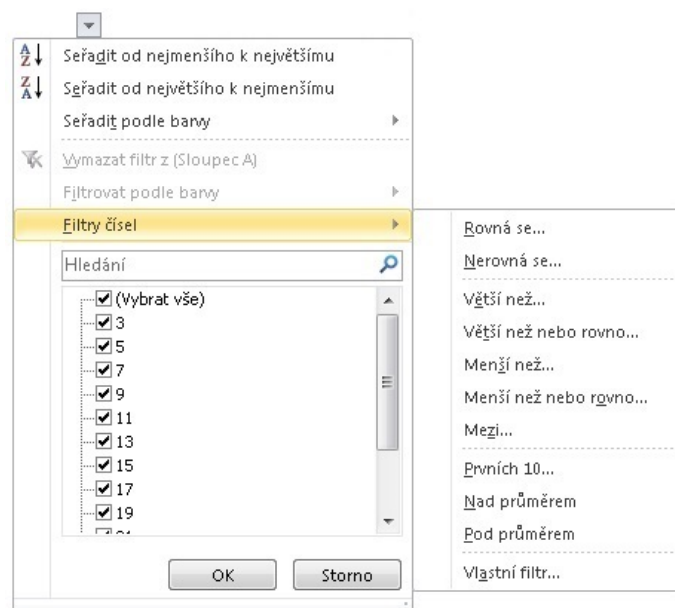 Seřadit od nejmenšího k největšímu
Seřadit od největšího k nejmenšímu
Seřadit podle barvy
Vymazat filtr z (Sloupec A)
Filtrovat podle barvy
Filtry čísel
Hledání
(Vybrat vše)
3
5
7
9
11
13
15
17
19
OK
Storno
Rovná se...
Nerovná se...
Větší než...
Větší než nebo rovno...
Menší než...
Menší než nebo rovno...
Mezi...
Prvních 10...
Nad průměrem
Pod průměrem
Vlastní filtr...